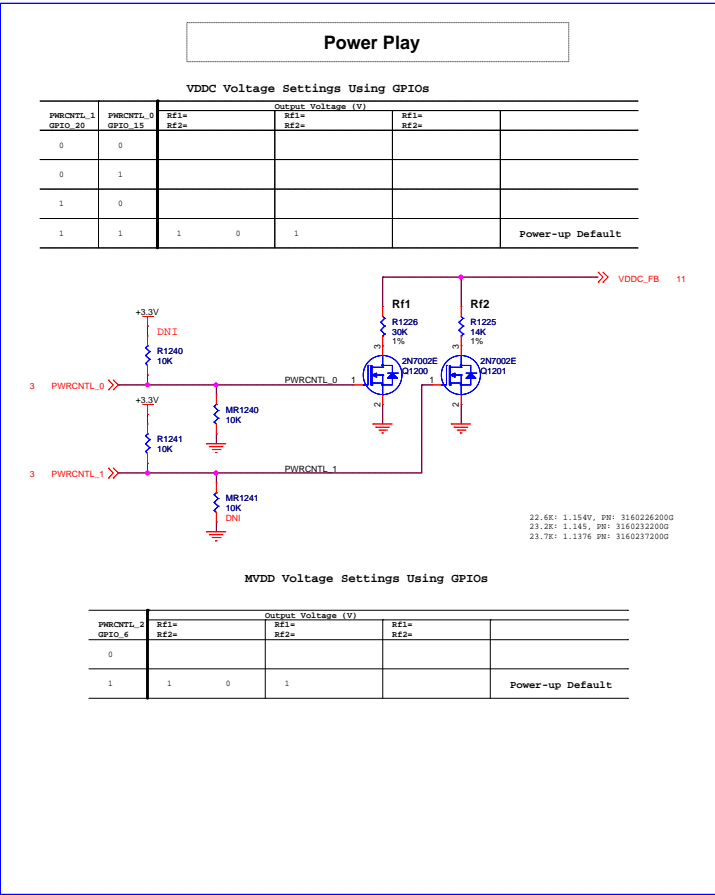 Power Play
VDDC Voltage Settings Using GPIOs
Output Voltage (V)
PWRCNTL_1 PWRCNTL_0 Rf1= Rf1= Rf1=
GPIO_20 GPIO_15 Rf2= Rf2= Rf2=
0 0
0 1
1 0
1 1 1 0 1 Power-up Default
VDDC_FB 11
Rf1 Rf2
+3.3V
R1226 R1225
30K 14K
1% 1%
DNI
R1240
10K
3 3
2N7002E 2N7002E
Q1200 Q1201
3 PWRCNTL_0 PWRCNTL_0 1 1
+3.3V
2 2
MR1240
10K
R1241
10K
3 PWRCNTL_1 PWRCNTL_1
MR1241
10K
DNI
22.6K: 1.154V, PN: 3160226200G
23.2K: 1.145, PN: 3160232200G
23.7K: 1.1376 PN: 3160237200G
MVDD Voltage Settings Using GPIOs
Output Voltage (V)
PWRCNTL_2 Rf1= Rf1= Rf1=
GPIO_6 Rf2= Rf2= Rf2=
0
1 1 0 1 Power-up Default